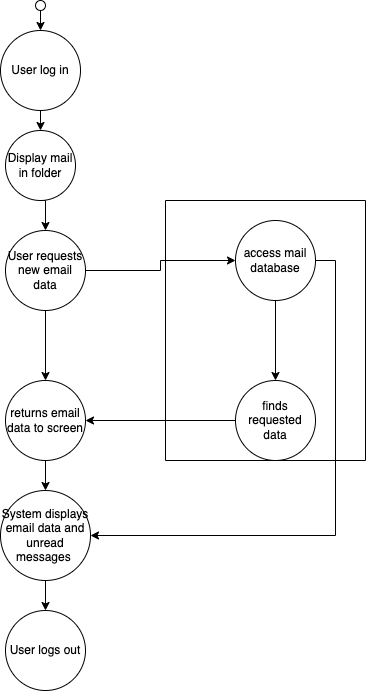 User log in
Display mail
in folder
User requests
new email
data
access mail
database
returns email
data to screen
finds
requested
data
System displays
email data and
unread
messages
User logs out